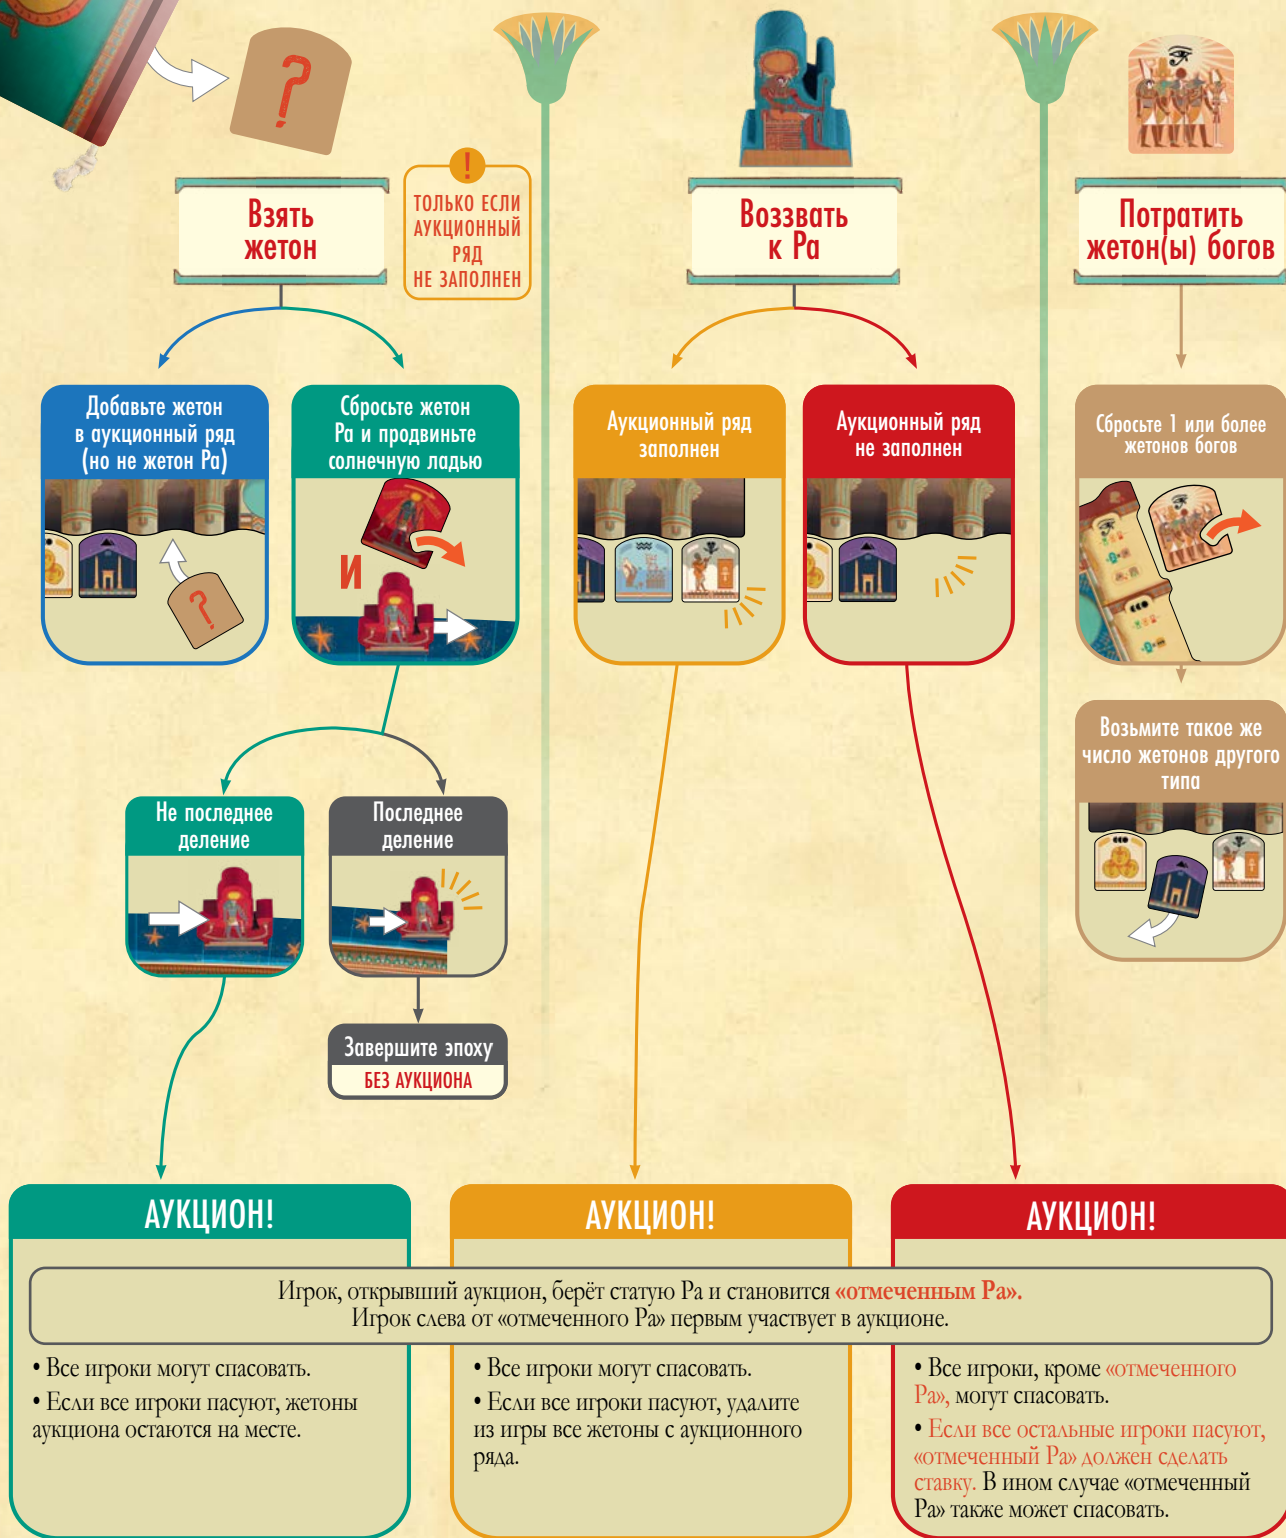 Взять
жетон
!
ТОЛЬКО ЕСЛИ
АУКЦИОННЫЙ
РЯД
НЕ ЗАПОЛНЕН
Воззвать
к Ра
Потратить
жетон(ы) богов
Добавьте жетон
в аукционный ряд
(но не жетон Ра)
Сбросьте жетон
Ра и продвиньте
солнечную ладью
И
Аукционный ряд
заполнен
Аукционный ряд
не заполнен
Сбросьте 1 или более
жетонов богов
Возьмите такое же
число жетонов другого
типа
Не последнее
деление
Последнее
деление
Завершите эпоху
БЕЗ АУКЦИОНА
АУКЦИОН!
АУКЦИОН!
АУКЦИОН!
Игрок, открывший аукцион, берёт статую Ра и становится «отмеченным Ра».
Игрок слева от «отмеченного Ра» первым участвует в аукционе.
• Все игроки могут спасовать.
• Если все игроки пасуют, жетоны
аукциона остаются на месте.
• Все игроки могут спасовать.
• Если все игроки пасуют, удалите
из игры все жетоны с аукционного
ряда.
• Все игроки, кроме «отмеченного
Ра», могут спасовать.
• Если все остальные игроки пасуют,
«отмеченный Ра» должен сделать
ставку. В ином случае «отмеченный
Ра» также может спасовать.